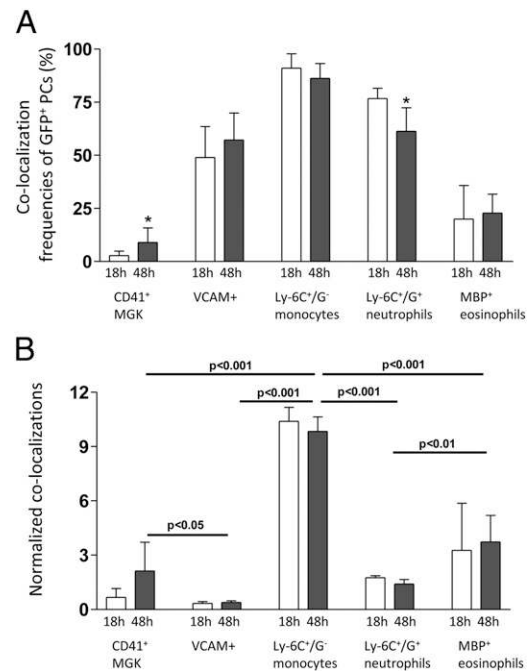 A
Co-localization
frequencies of GFP⁺ PCs (%)
100
75
50
25
0
*
*
18h 48h 18h 48h 18h 48h 18h 48h 18h 48h
CD41⁺ VCAM+ Ly-6C⁺/G⁻ Ly-6C⁺/G⁺ MBP⁺
MGK monocytes neutrophils eosinophils
B
p<0.001 p<0.001
p<0.001 p<0.001
p<0.01
p<0.05
Normalized co-localizations
12
9
6
3
0
18h 48h 18h 48h 18h 48h 18h 48h 18h 48h
CD41⁺ VCAM+ Ly-6C⁺/G⁻ Ly-6C⁺/G⁺ MBP⁺
MGK monocytes neutrophils eosinophils